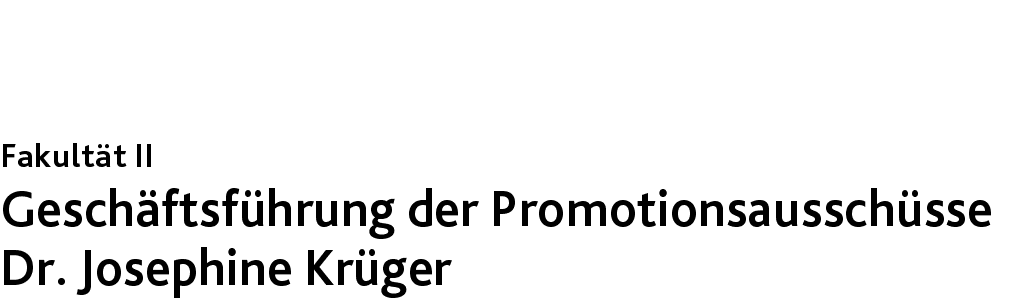 Fakultät II
Geschäftsführung der Promotionsausschüsse
Dr. Josephine Krüger